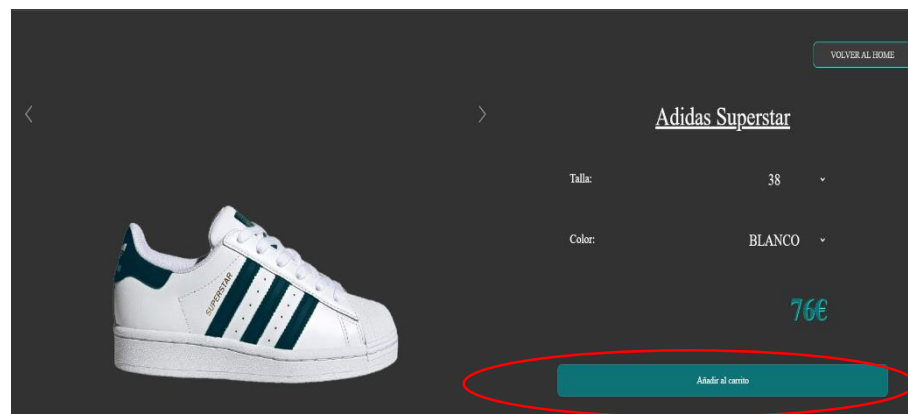 VOLVER AL HOME
Adidas Superstar
Talla:
38
Color:
BLANCO
SUPERSTAR
76€
Añadir al carrito